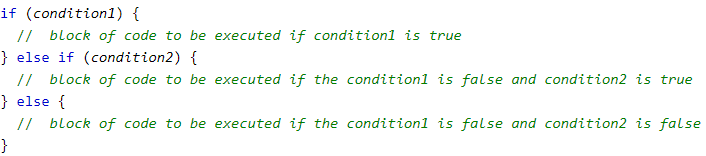 if (condition1) {
  //  block of code to be executed if condition1 is true
} else if (condition2) {
  //  block of code to be executed if the condition1 is false and condition2 is true
} else {
  //  block of code to be executed if the condition1 is false and condition2 is false
}